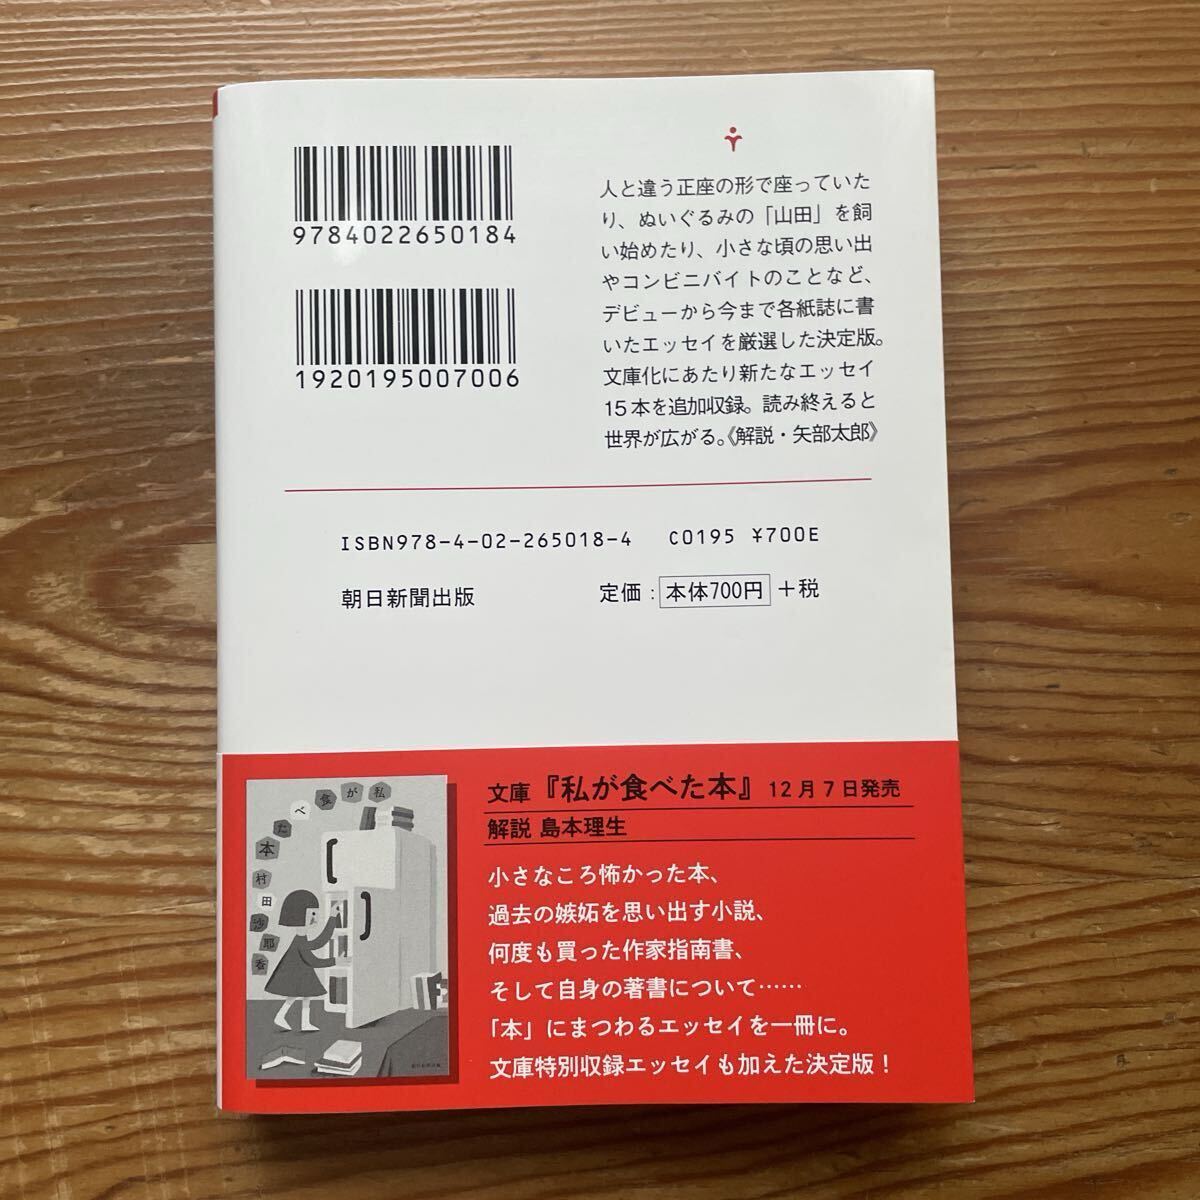 9784022650184
1920195007006
人と違う正座の形で座っていた
り、ぬいぐるみの「山田」を飼
い始めたり、小さな頃の思い出
やコンビニバイトのことなど、
デビューから今まで各紙誌に書
いたエッセイを厳選した決定版。
文庫化にあたり新たなエッセイ
15本を追加収録。読み終えると
世界が広がる。《解説・矢部太郎》
ISBN978-4-02-265018-4 C0195 ¥700E
朝日新聞出版
定価：本体700円＋税
私が食べた本
村田沙耶香
文庫『私が食べた本』12月7日発売
解説 島本理生
小さなころ怖かった本、
過去の嫉妬を思い出す小説、
何度も買った作家指南書、
そして自身の著書について……
「本」にまつわるエッセイを一冊に。
文庫特別収録エッセイも加えた決定版！